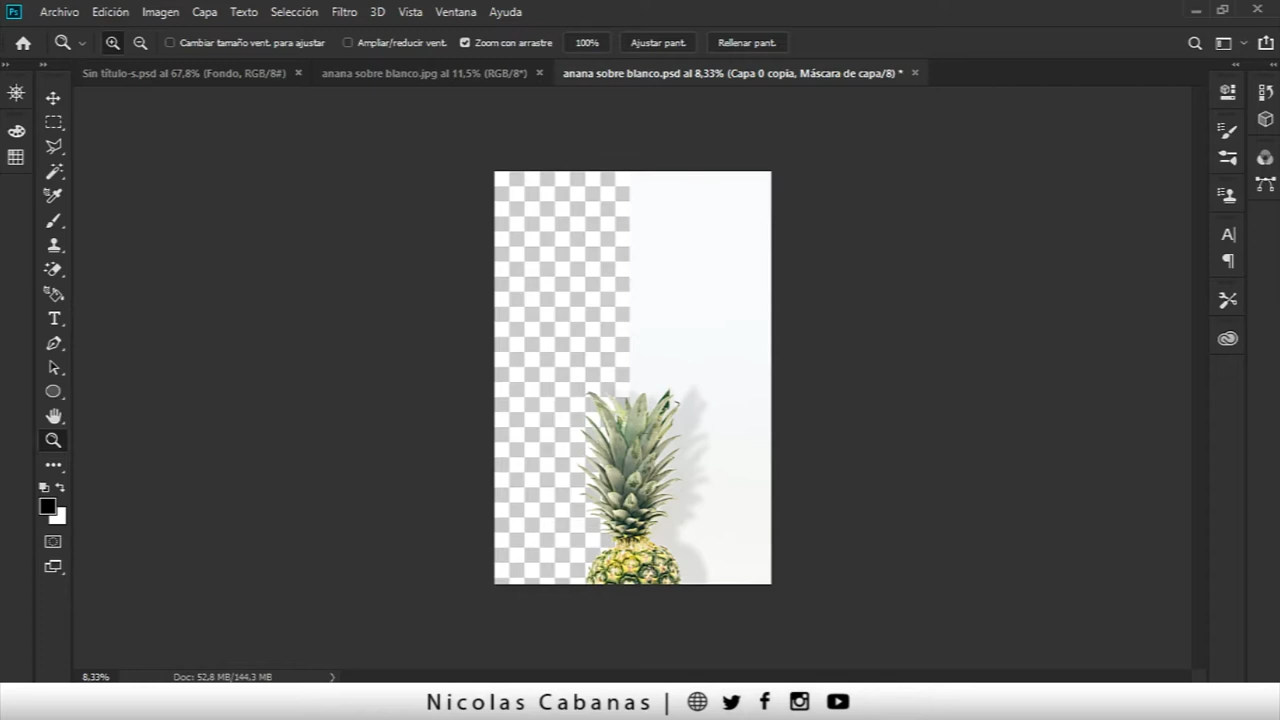 Ps Archivo Edición Imagen Capa Texto Selección Filtro 3D Vista Ventana Ayuda
Cambiar tamaño vent. para ajustar Ampliar/reducir vent. Zoom con arrastre 100% Ajustar pant. Rellenar pant.
Sin título-s.psd al 67,8% (Fondo, RGB/8#) × anana sobre blanco.jpg al 11,5% (RGB/8*) × anana sobre blanco.psd al 8,33% (Capa 0 copia, Máscara de capa/8) * ×
8,33% Doc: 52,8 MB/144,3 MB
Nicolas Cabanas |